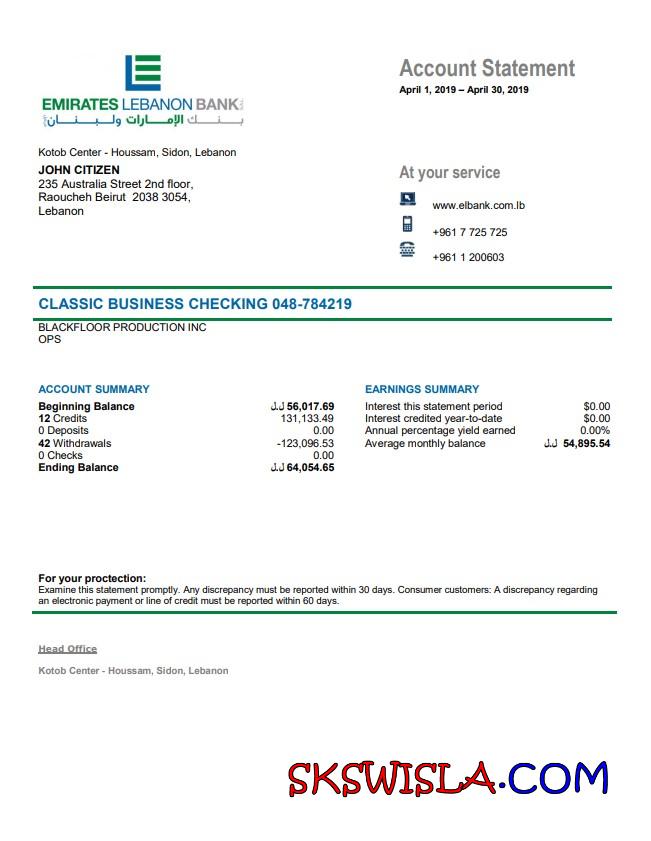 EMIRATES LEBANON BANK
بنـــك الإمــارات ولـبـنـــان
Account Statement
April 1, 2019 – April 30, 2019
Kotob Center - Houssam, Sidon, Lebanon
JOHN CITIZEN
235 Australia Street 2nd floor,
Raoucheh Beirut 2038 3054,
Lebanon
At your service
www.elbank.com.lb
+961 7 725 725
+961 1 200603
CLASSIC BUSINESS CHECKING 048-784219
BLACKFLOOR PRODUCTION INC
OPS
ACCOUNT SUMMARY
Beginning Balance ل.ل 56,017.69
12 Credits 131,133.49
0 Deposits 0.00
42 Withdrawals -123,096.53
0 Checks 0.00
Ending Balance ل.ل 64,054.65
EARNINGS SUMMARY
Interest this statement period $0.00
Interest credited year-to-date $0.00
Annual percentage yield earned 0.00%
Average monthly balance ل.ل 54,895.54
For your proctection:
Examine this statement promptly. Any discrepancy must be reported within 30 days. Consumer customers: A discrepancy regarding
an electronic payment or line of credit must be reported within 60 days.
Head Office
Kotob Center - Houssam, Sidon, Lebanon
SKSWISLA.COM